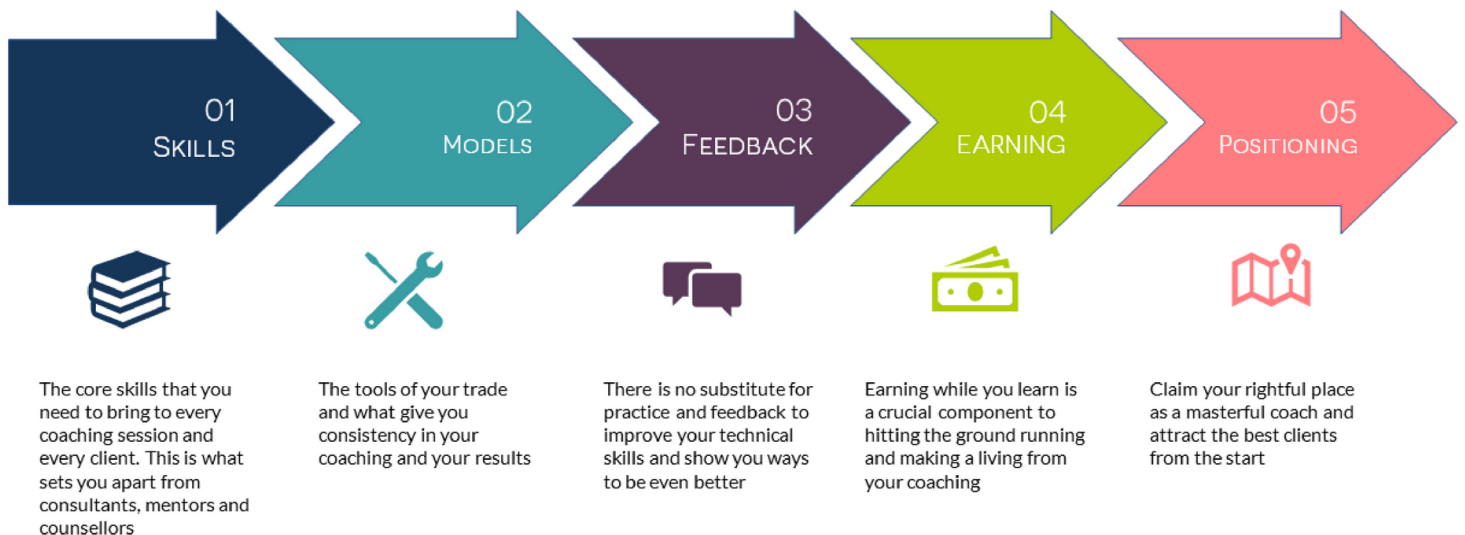 01
SKILLS
02
MODELS
03
FEEDBACK
04
EARNING
05
POSITIONING
The core skills that you
need to bring to every
coaching session and
every client. This is what
sets you apart from
consultants, mentors and
counsellors
The tools of your trade
and what give you
consistency in your
coaching and your results
There is no substitute for
practice and feedback to
improve your technical
skills and show you ways
to be even better
Earning while you learn is
a crucial component to
hitting the ground running
and making a living from
your coaching
Claim your rightful place
as a masterful coach and
attract the best clients
from the start